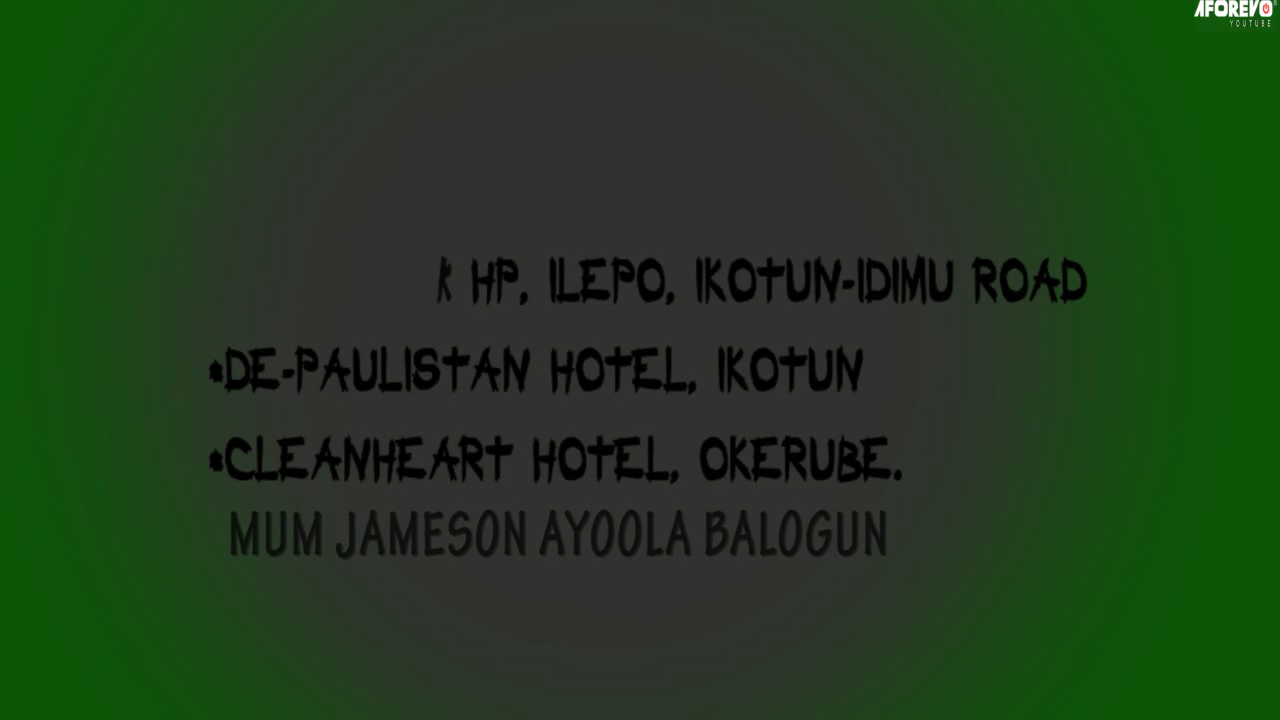 AFOREVO
YOUTUBE
K HP, ILEPO, IKOTUN-IDIMU ROAD
•DE-PAULISTAN HOTEL, IKOTUN
•CLEANHEART HOTEL, OKERUBE.
MUM JAMESON AYOOLA BALOGUN